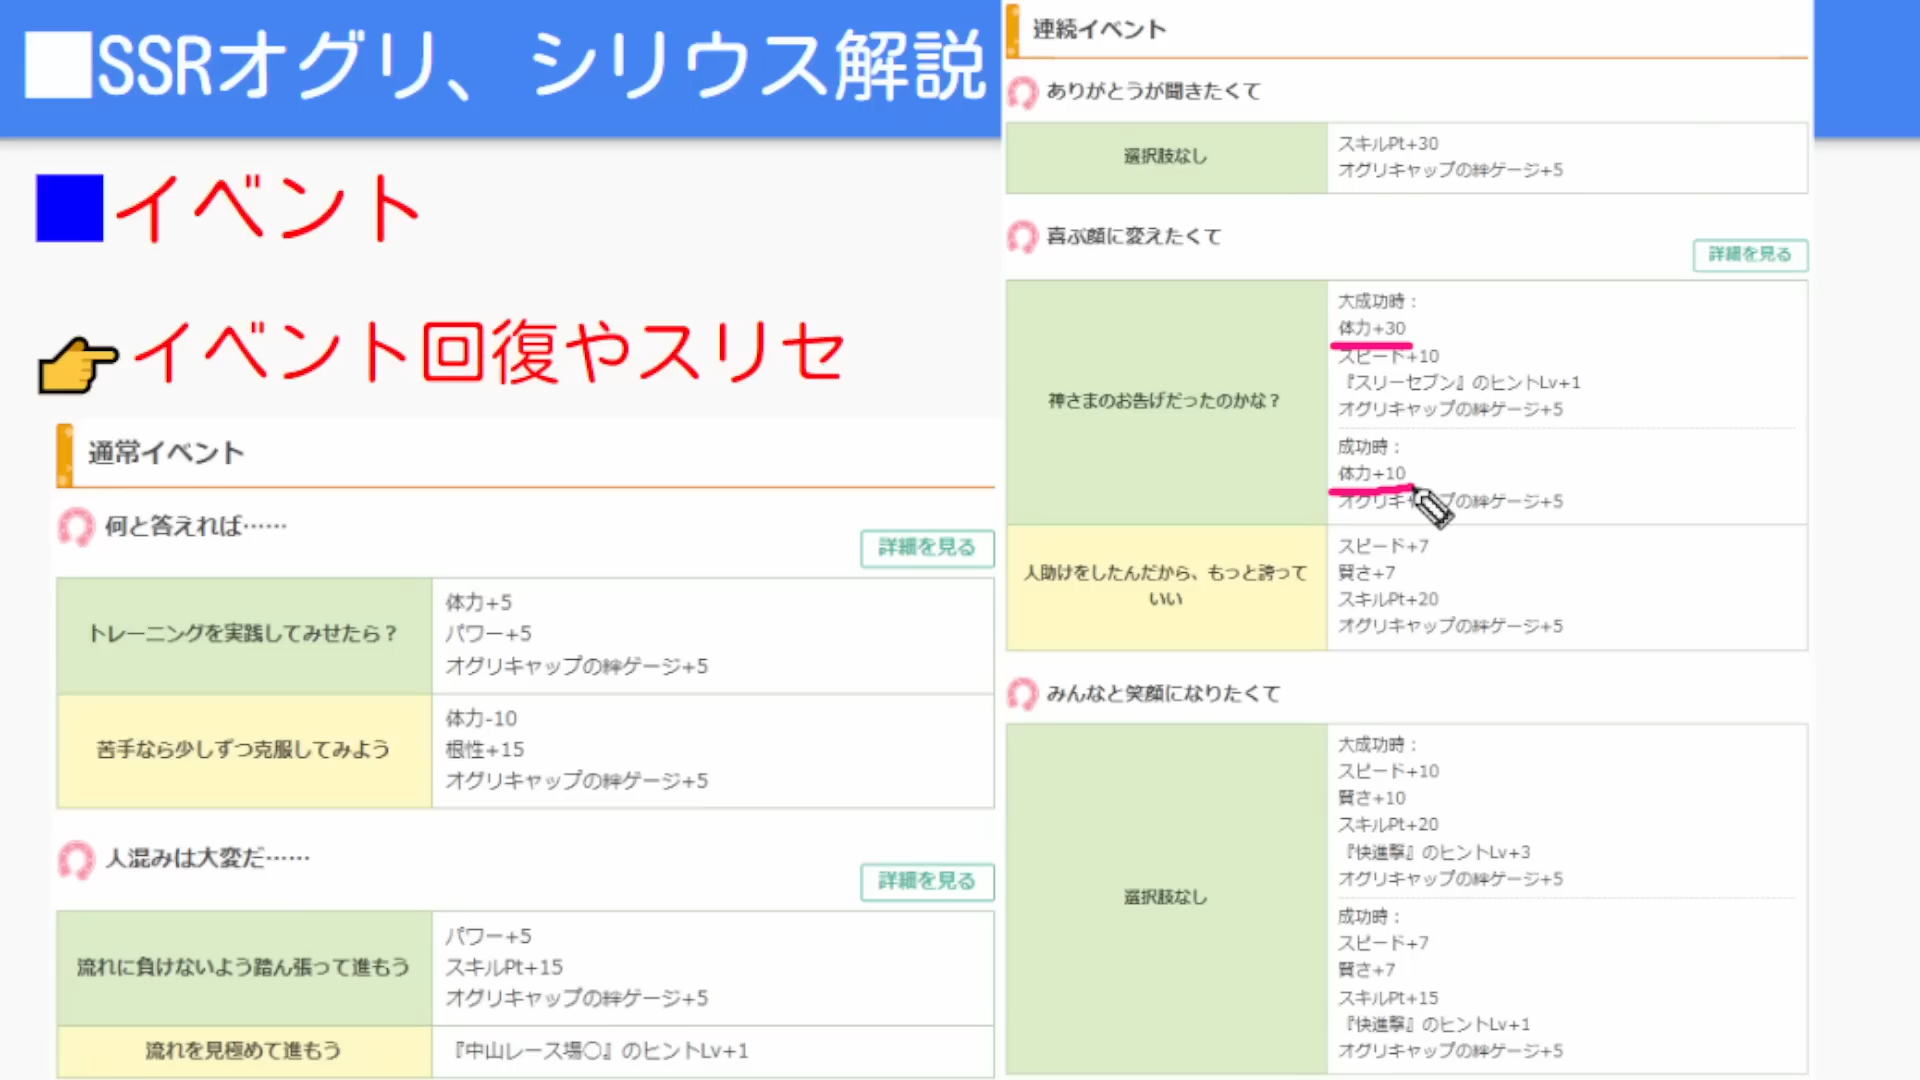 ■SSRオグリ、シリウス解説
■イベント
👉イベント回復やスリセ
通常イベント
何と答えれば……
詳細を見る
トレーニングを実践してみせたら？
体力+5
パワー+5
オグリキャップの絆ゲージ+5
苦手なら少しずつ克服してみよう
体力-10
根性+15
オグリキャップの絆ゲージ+5
人混みは大変だ……
詳細を見る
流れに負けないよう踏ん張って進もう
パワー+5
スキルPt+15
オグリキャップの絆ゲージ+5
流れを見極めて進もう
『中山レース場○』のヒントLv+1
連続イベント
ありがとうが聞きたくて
選択肢なし
スキルPt+30
オグリキャップの絆ゲージ+5
喜ぶ顔に変えたくて
詳細を見る
神さまのお告げだったのかな？
大成功時：
体力+30
スピード+10
『スリーセブン』のヒントLv+1
オグリキャップの絆ゲージ+5
成功時：
体力+10
オグリキャップの絆ゲージ+5
人助けをしたんだから、もっと誇って
いい
スピード+7
賢さ+7
スキルPt+20
オグリキャップの絆ゲージ+5
みんなと笑顔になりたくて
選択肢なし
大成功時：
スピード+10
賢さ+10
スキルPt+20
『快進撃』のヒントLv+3
オグリキャップの絆ゲージ+5
成功時：
スピード+7
賢さ+7
スキルPt+15
『快進撃』のヒントLv+1
オグリキャップの絆ゲージ+5